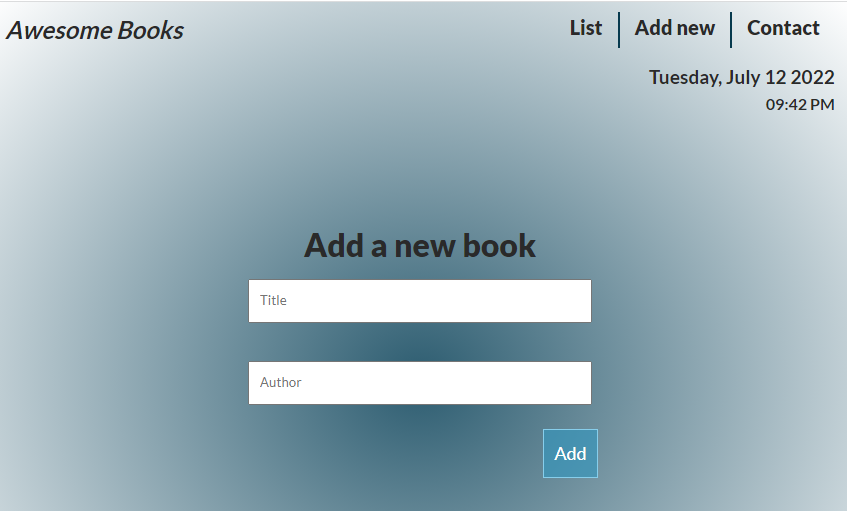 Awesome Books
List
Add new
Contact
Tuesday, July 12 2022
09:42 PM
Add a new book
Title
Author
Add